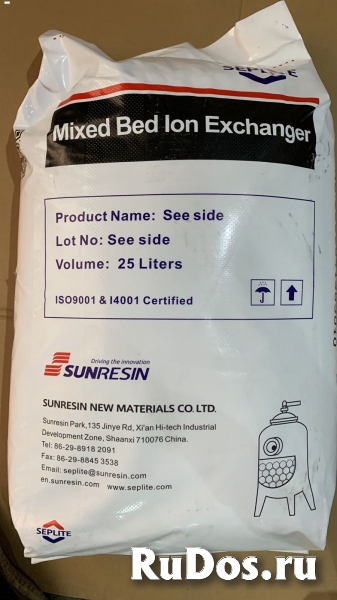 SEPLITE
Mixed Bed Ion Exchanger
Product Name: See side
Lot No: See side
Volume: 25 Liters
ISO9001 & I4001 Certified
Driving the innovation
SUNRESIN
SUNRESIN NEW MATERIALS CO. LTD.
Sunresin Park,135 Jinye Rd, Xi'an Hi-tech Industrial
Development Zone, Shaanxi 710076 China.
Tel: 86-29-8918 2091
Fax: 86-29-8845 3538
Email: seplite@sunresin.com
en.sunresin.com www.seplite.com
SEPLITE
RuDos.ru